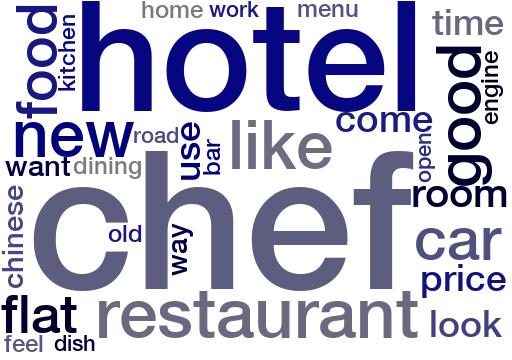 home work menu
hotel
time
food
kitchen
good
engine
new
road
use
bar
like
come
open
want dining
room
chef
chinese
old
way
car
price
flat restaurant look
feel dish